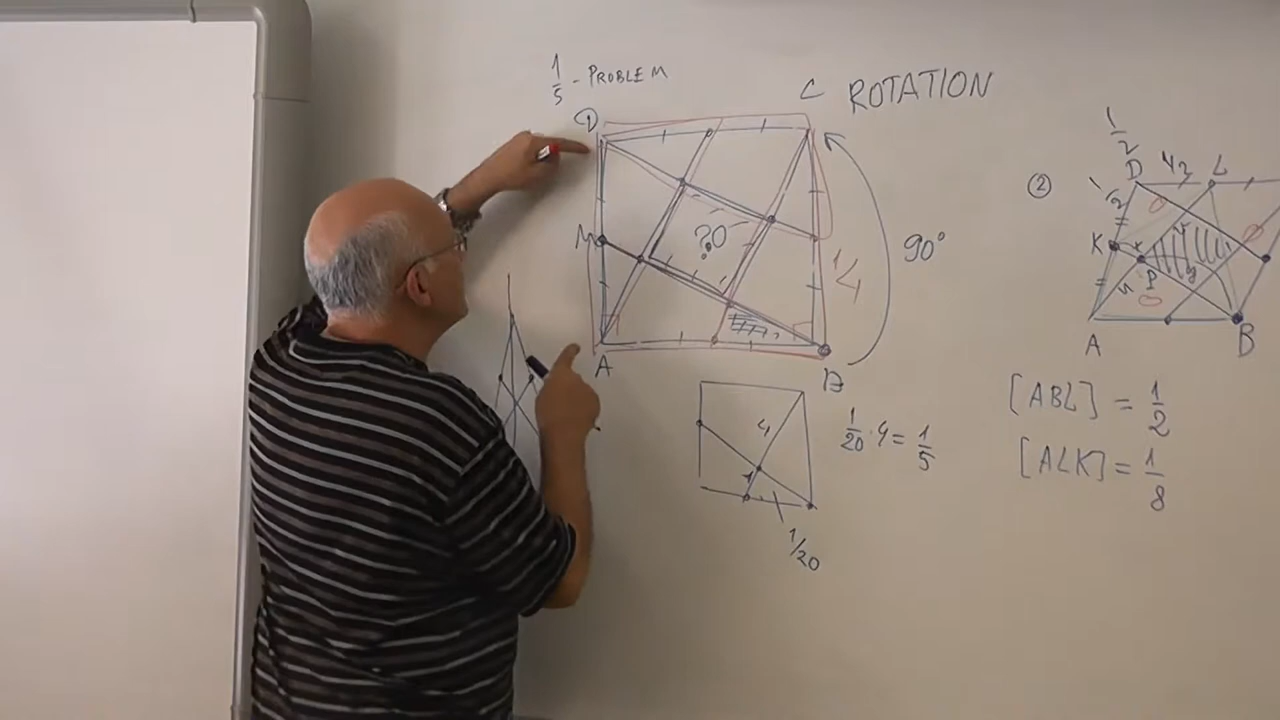 1/5 - PROBLEM
D
C
ROTATION
M
?
90°
1/4
A
B
4
1
1/20
1/20 · 4 = 1/5
1/2
②
D
L
K
P
A
B
[ABL] = 1/2
[ALK] = 1/8